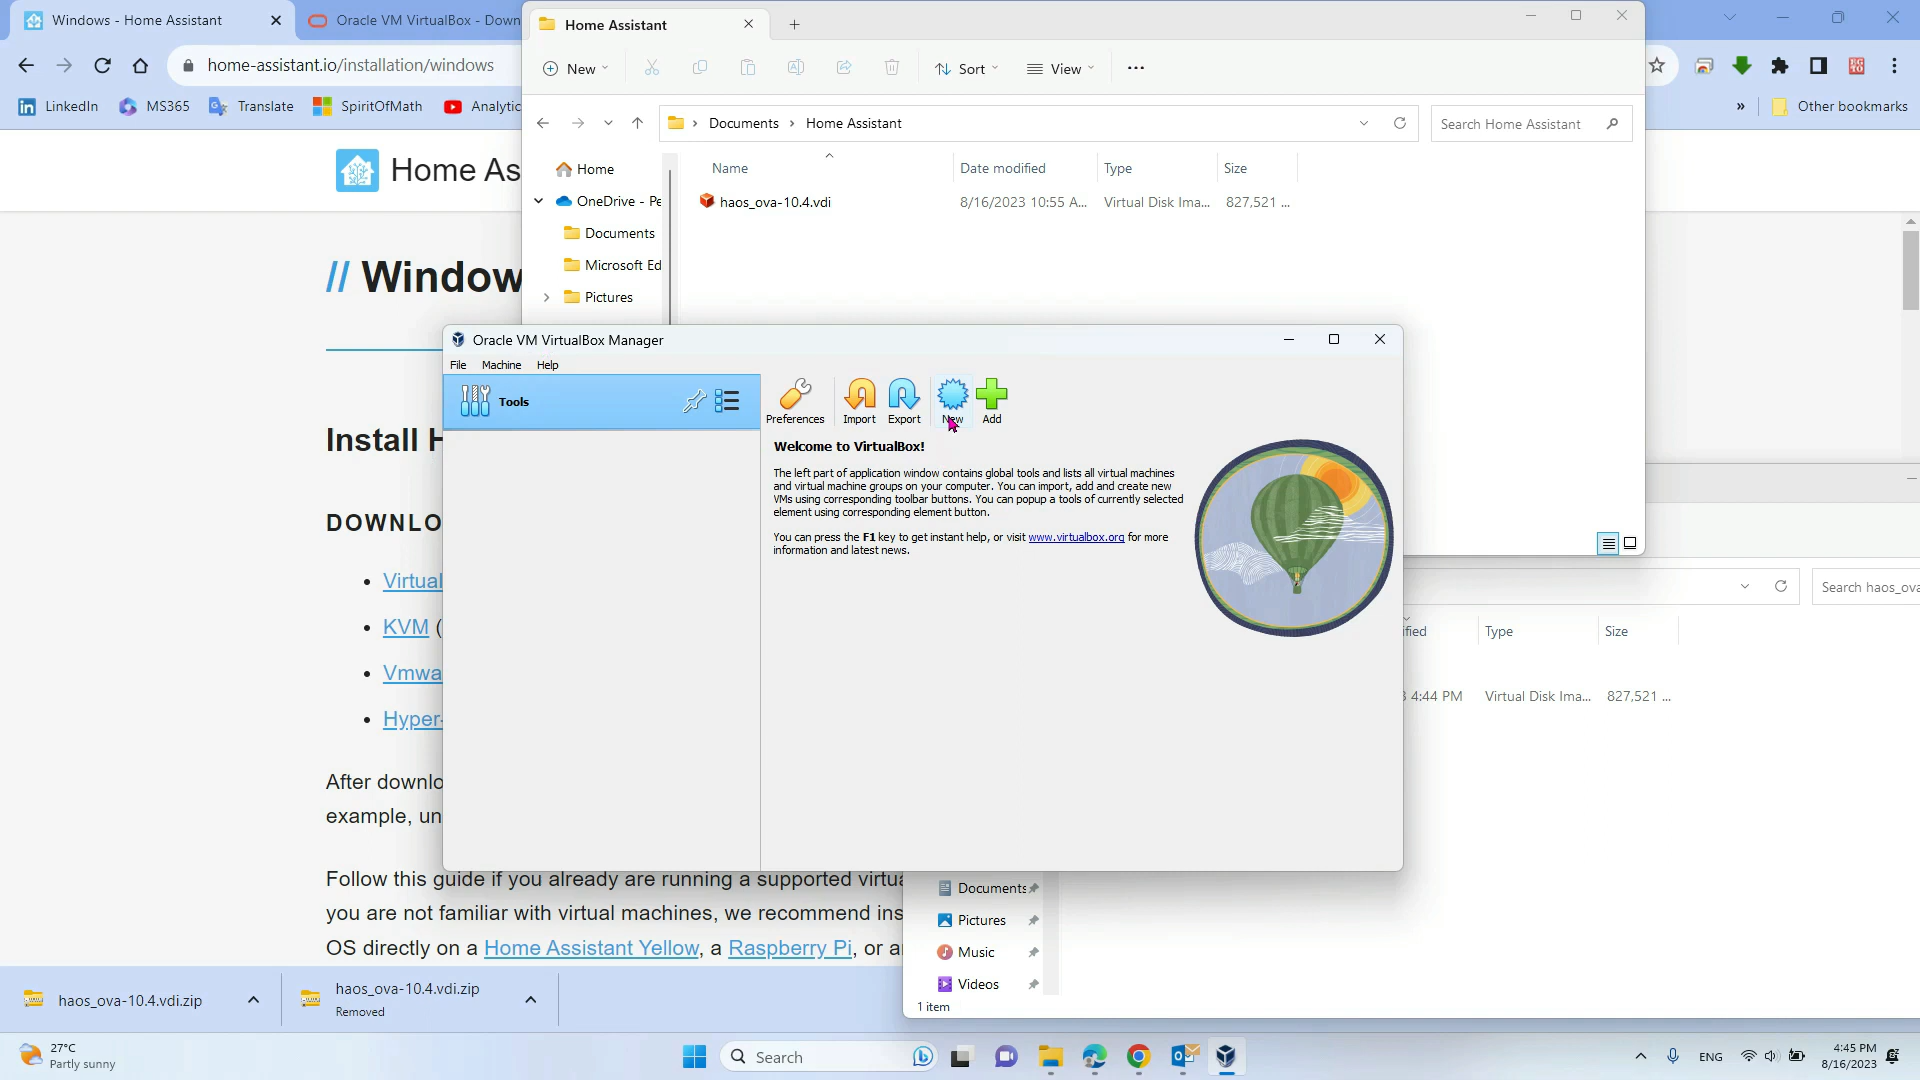 Windows - Home Assistant
Oracle VM VirtualBox - Down
home-assistant.io/installation/windows
LinkedIn
MS365
Translate
SpiritOfMath
Analytic
»
Other bookmarks
Home As
// Window
Install H
DOWNLO
• Virtual
• KVM (
• Vmwa
• Hyper-
After downlo
example, un
Follow this guide if you already are running a supported virtua
you are not familiar with virtual machines, we recommend ins
OS directly on a Home Assistant Yellow, a Raspberry Pi, or a
Home Assistant
New
Sort
View
Documents > Home Assistant
Search Home Assistant
Name
Date modified
Type
Size
haos_ova-10.4.vdi
8/16/2023 10:55 A...
Virtual Disk Ima...
827,521 ...
Home
OneDrive - Pe
Documents
Microsoft Ed
Pictures
Oracle VM VirtualBox Manager
File
Machine
Help
Tools
Preferences
Import
Export
New
Add
Welcome to VirtualBox!
The left part of application window contains global tools and lists all virtual machines
and virtual machine groups on your computer. You can import, add and create new
VMs using corresponding toolbar buttons. You can popup a tools of currently selected
element using corresponding element button.
You can press the F1 key to get instant help, or visit www.virtualbox.org for more
information and latest news.
Search haos_ova
ified
Type
Size
3 4:44 PM
Virtual Disk Ima...
827,521 ...
Documents
Pictures
Music
Videos
1 item
haos_ova-10.4.vdi.zip
haos_ova-10.4.vdi.zip
Removed
27°C
Partly sunny
Search
ENG
4:45 PM
8/16/2023